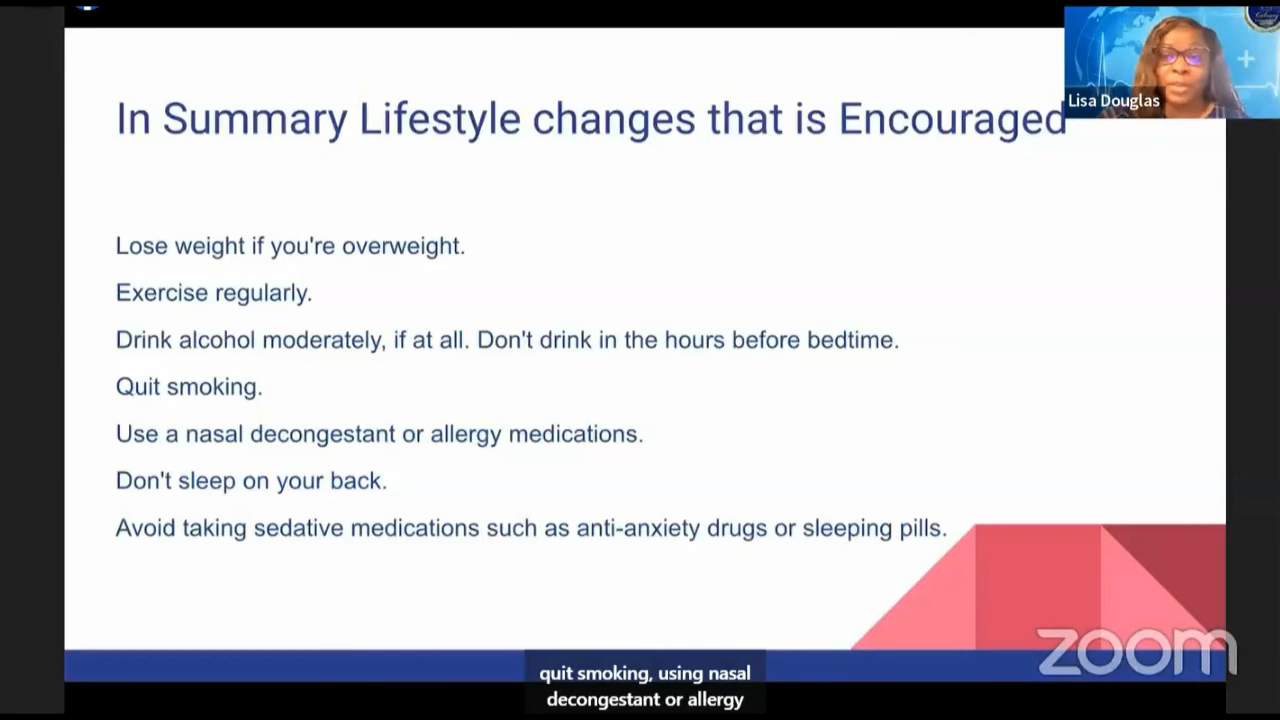 In Summary Lifestyle changes that is Encouraged
Lisa Douglas
Lose weight if you're overweight.
Exercise regularly.
Drink alcohol moderately, if at all. Don't drink in the hours before bedtime.
Quit smoking.
Use a nasal decongestant or allergy medications.
Don't sleep on your back.
Avoid taking sedative medications such as anti-anxiety drugs or sleeping pills.
zoom
quit smoking, using nasal
decongestant or allergy